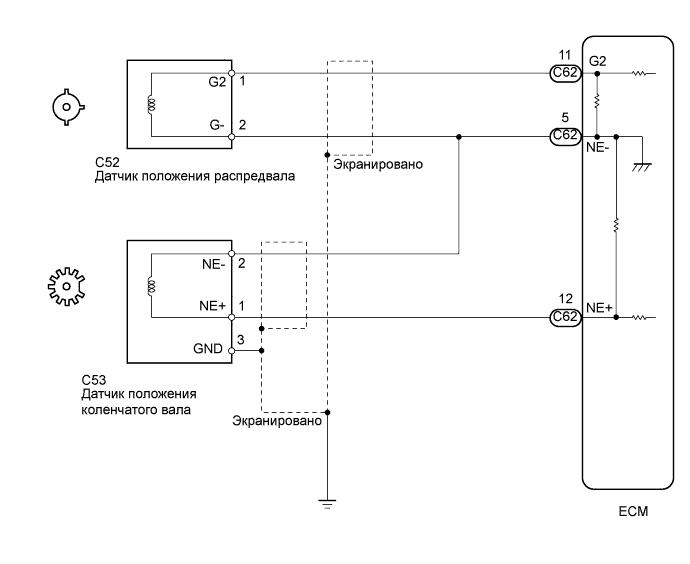 11
G2
G2
1
C62
5
G-
2
C62
NE-
C52
Датчик положения распредвала
Экранировано
NE-
2
12
NE+
NE+
1
C62
3
GND
C53
Датчик положения
коленчатого вала
Экранировано
ECM